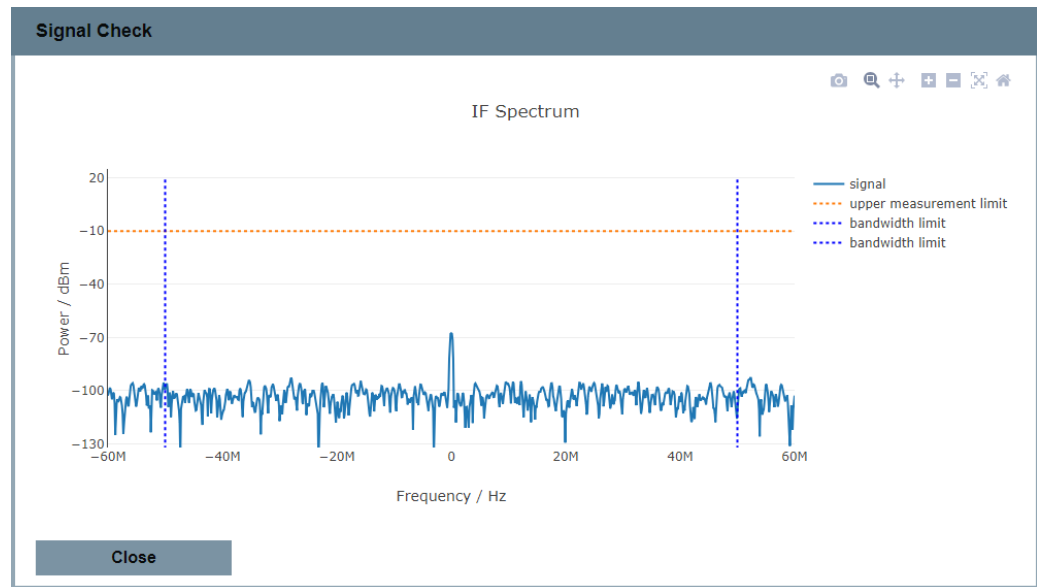 Signal Check
IF Spectrum
20
−10
−40
−70
−100
−130
Power / dBm
−60M
−40M
−20M
0
20M
40M
60M
Frequency / Hz
signal
upper measurement limit
bandwidth limit
bandwidth limit
Close